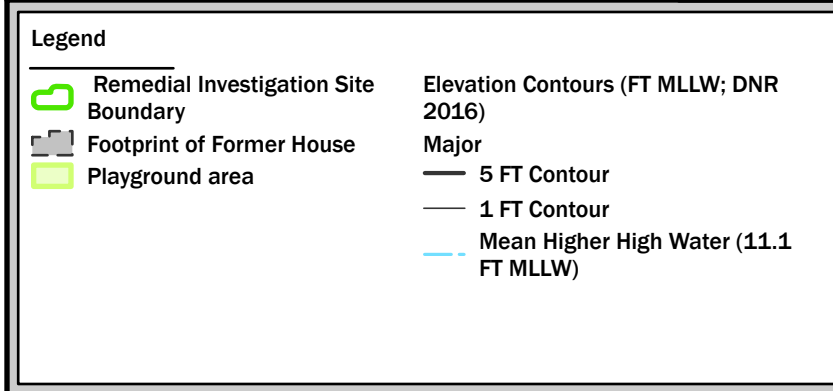 Legend
Remedial Investigation Site
Boundary
Footprint of Former House
Playground area
Elevation Contours (FT MLLW; DNR
2016)
Major
5 FT Contour
1 FT Contour
Mean Higher High Water (11.1
FT MLLW)